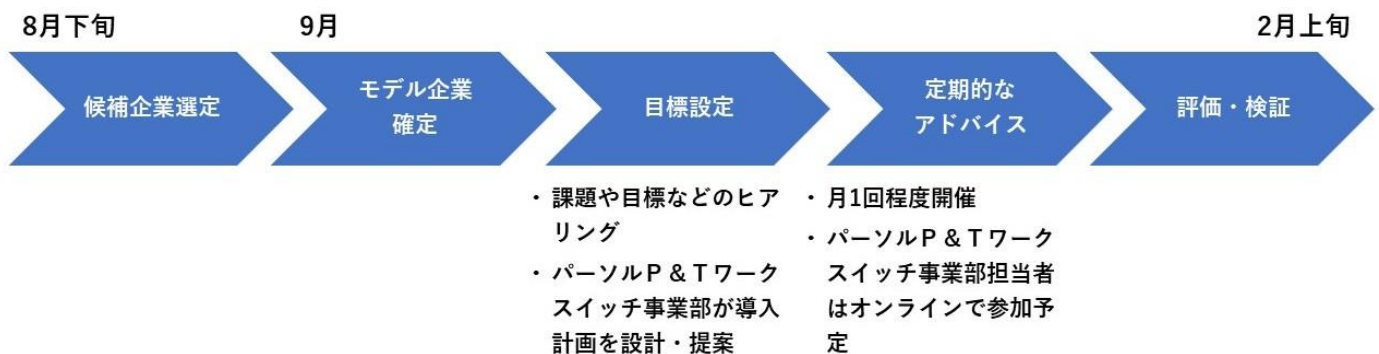 8月下旬
9月
2月上旬
候補企業選定
モデル企業
確定
目標設定
定期的な
アドバイス
評価・検証
・ 課題や目標などのヒア
リング
・ パーソルP＆Tワーク
スイッチ事業部が導入
計画を設計・提案
・ 月1回程度開催
・ パーソルP＆Tワーク
スイッチ事業部担当者
はオンラインで参加予
定